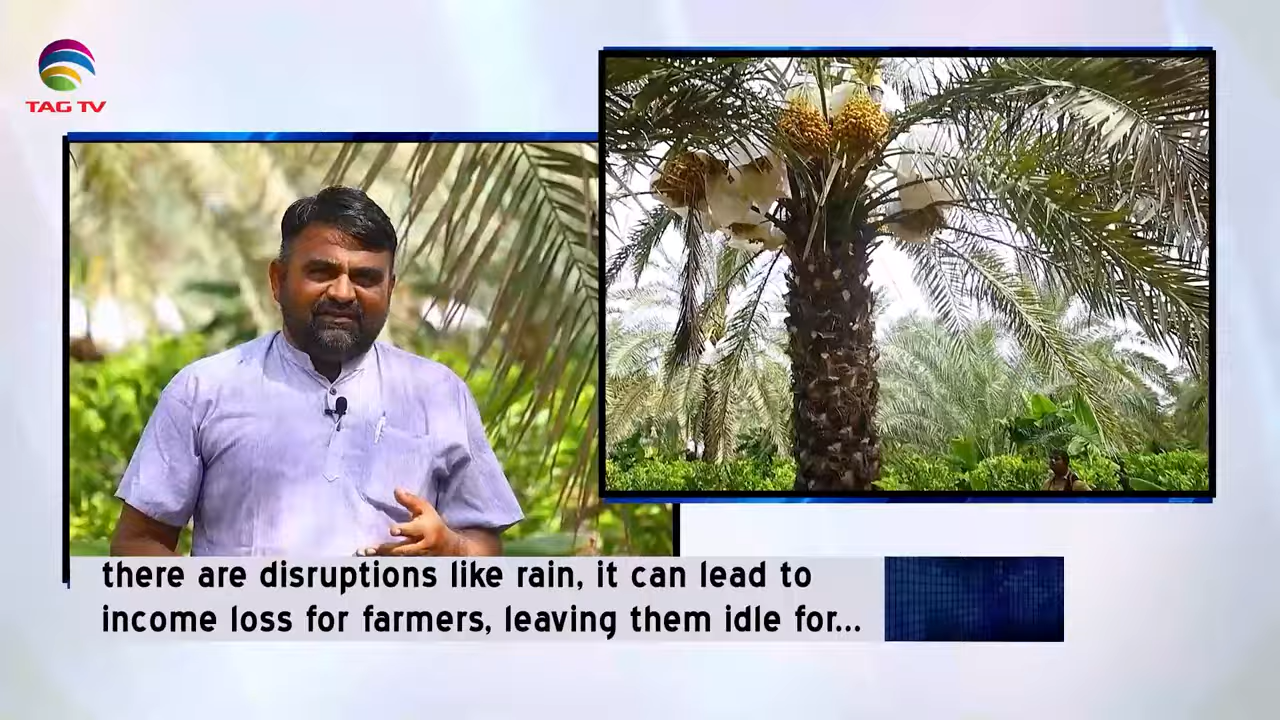 TAG TV
there are disruptions like rain, it can lead to
income loss for farmers, leaving them idle for...